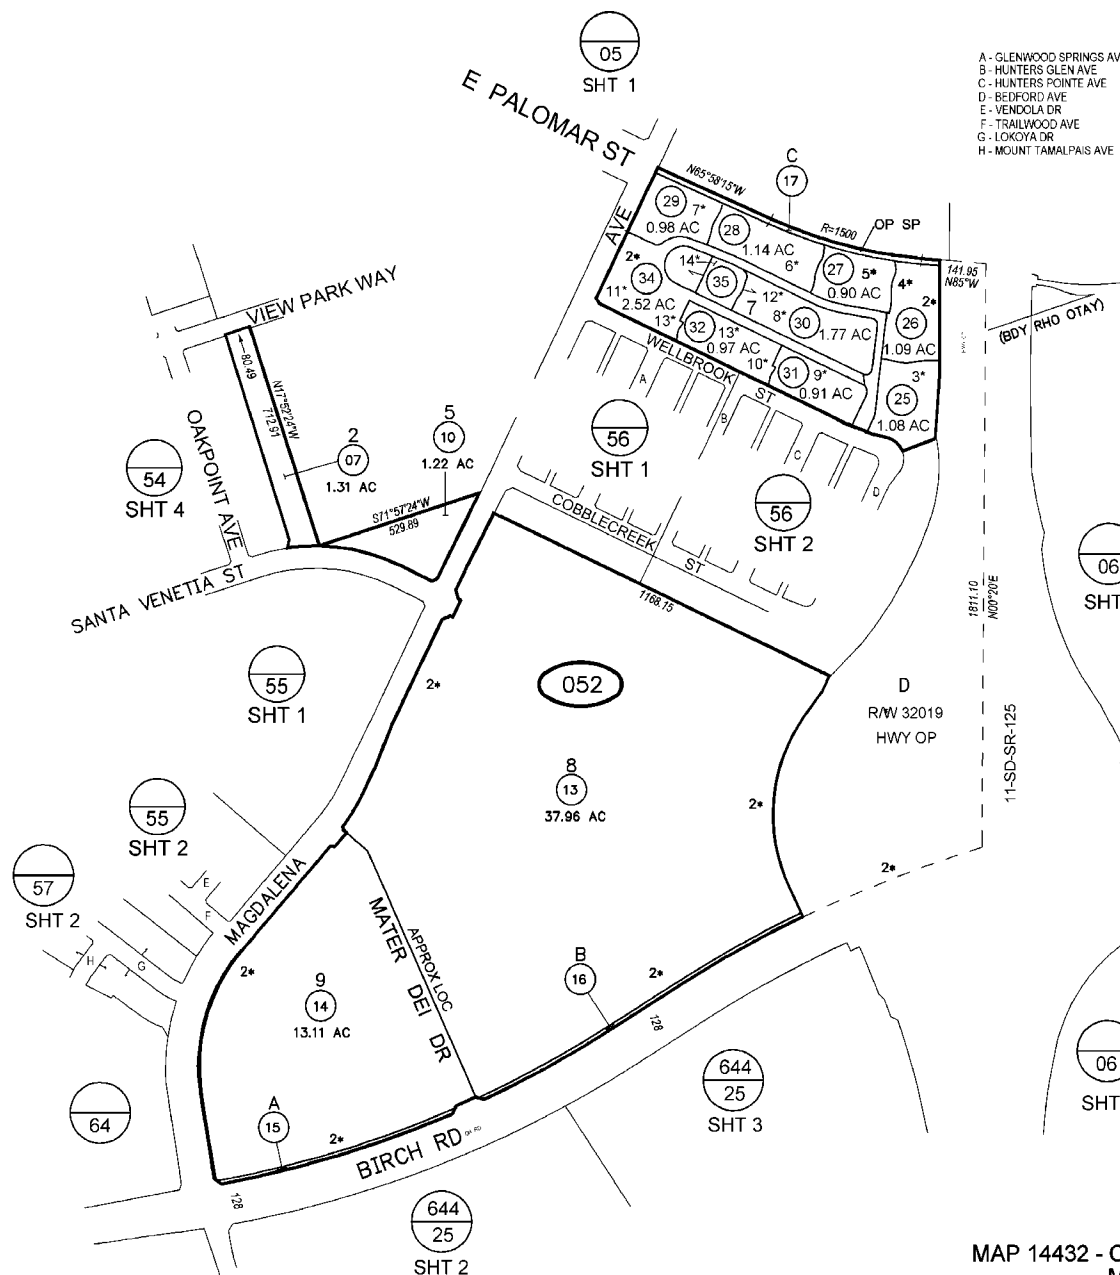 05
SHT 1
A - GLENWOOD SPRINGS AV
B - HUNTERS GLEN AVE
C - HUNTERS POINTE AVE
D - BEDFORD AVE
E - VENDOLA DR
F - TRAILWOOD AVE
G - LOKOYA DR
H - MOUNT TAMALPAIS AVE
E PALOMAR ST
C
17
N65°58'15"W
R=1500
OP SP
AVE
29
7*
0.98 AC
28
1.14 AC
6*
27
5*
0.90 AC
4*
2*
26
1.09 AC
141.95
N85°W
2*
34
11*
2.52 AC
13*
14*
35
7
12*
8*
30
1.77 AC
32
13*
0.97 AC
10*
31
9*
0.91 AC
3*
25
1.08 AC
WELLBROOK ST
A
B
C
D
(BDY RHO OTAY)
VIEW PARK WAY
80.49
N17°52'24"W
712.91
2
07
1.31 AC
5
10
1.22 AC
S71°57'24"W
529.89
54
SHT 4
OAKPOINT AVE
SANTA VENETIA ST
56
SHT 1
56
SHT 2
COBBLECREEK ST
1168.15
06
SHT
1811.10
N00°20'E
55
SHT 1
2*
052
D
R/W 32019
HWY OP
11-SD-SR-125
8
13
37.96 AC
2*
2*
55
SHT 2
57
SHT 2
E
F
G
H
MAGDALENA
MATER DEI DR
APPROX LOC
2*
9
14
13.11 AC
B
16
2*
128
64
A
15
2*
BIRCH RD
128
644
25
SHT 3
06
SHT
644
25
SHT 2
MAP 14432 - C